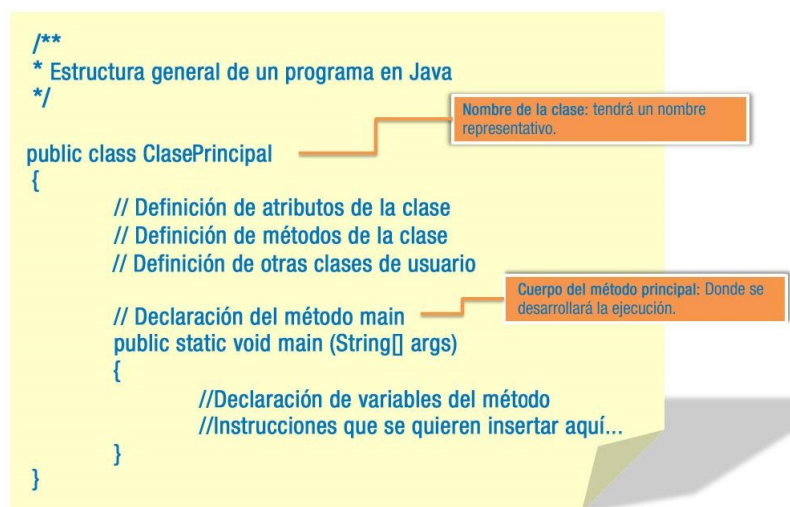 /**
* Estructura general de un programa en Java
*/
Nombre de la clase: tendrá un nombre
representativo.
public class ClasePrincipal
{
// Definición de atributos de la clase
// Definición de métodos de la clase
// Definición de otras clases de usuario
Cuerpo del método principal: Donde se
desarrollará la ejecución.
// Declaración del método main
public static void main (String[] args)
{
//Declaración de variables del método
//Instrucciones que se quieren insertar aquí...
}
}